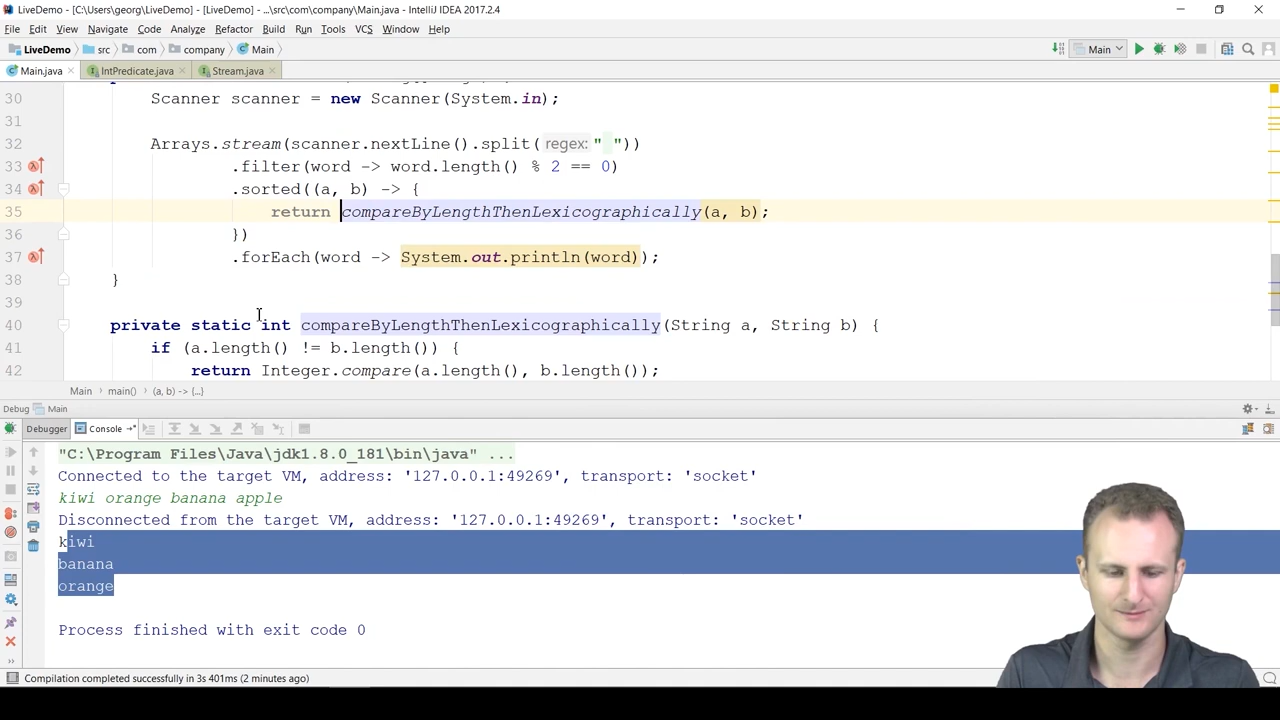 LiveDemo - [C:\Users\georg\LiveDemo] - [LiveDemo] - ...\src\com\company\Main.java - IntelliJ IDEA 2017.2.4
File Edit View Navigate Code Analyze Refactor Build Run Tools VCS Window Help
LiveDemo src com company Main Main
Main.java IntPredicate.java Stream.java
30 Scanner scanner = new Scanner(System.in);
31
32 Arrays.stream(scanner.nextLine().split(regex:" "))
33 .filter(word -> word.length() % 2 == 0)
34 .sorted((a, b) -> {
35 return compareByLengthThenLexicographically(a, b);
36 })
37 .forEach(word -> System.out.println(word));
38 }
39
40 private static int compareByLengthThenLexicographically(String a, String b) {
41 if (a.length() != b.length()) {
42 return Integer.compare(a.length(), b.length());
Main main() (a, b) -> {...}
Debug Main
Debugger Console
"C:\Program Files\Java\jdk1.8.0_181\bin\java" ...
Connected to the target VM, address: '127.0.0.1:49269', transport: 'socket'
kiwi orange banana apple
Disconnected from the target VM, address: '127.0.0.1:49269', transport: 'socket'
kiwi
banana
orange
Process finished with exit code 0
Compilation completed successfully in 3s 401ms (2 minutes ago)